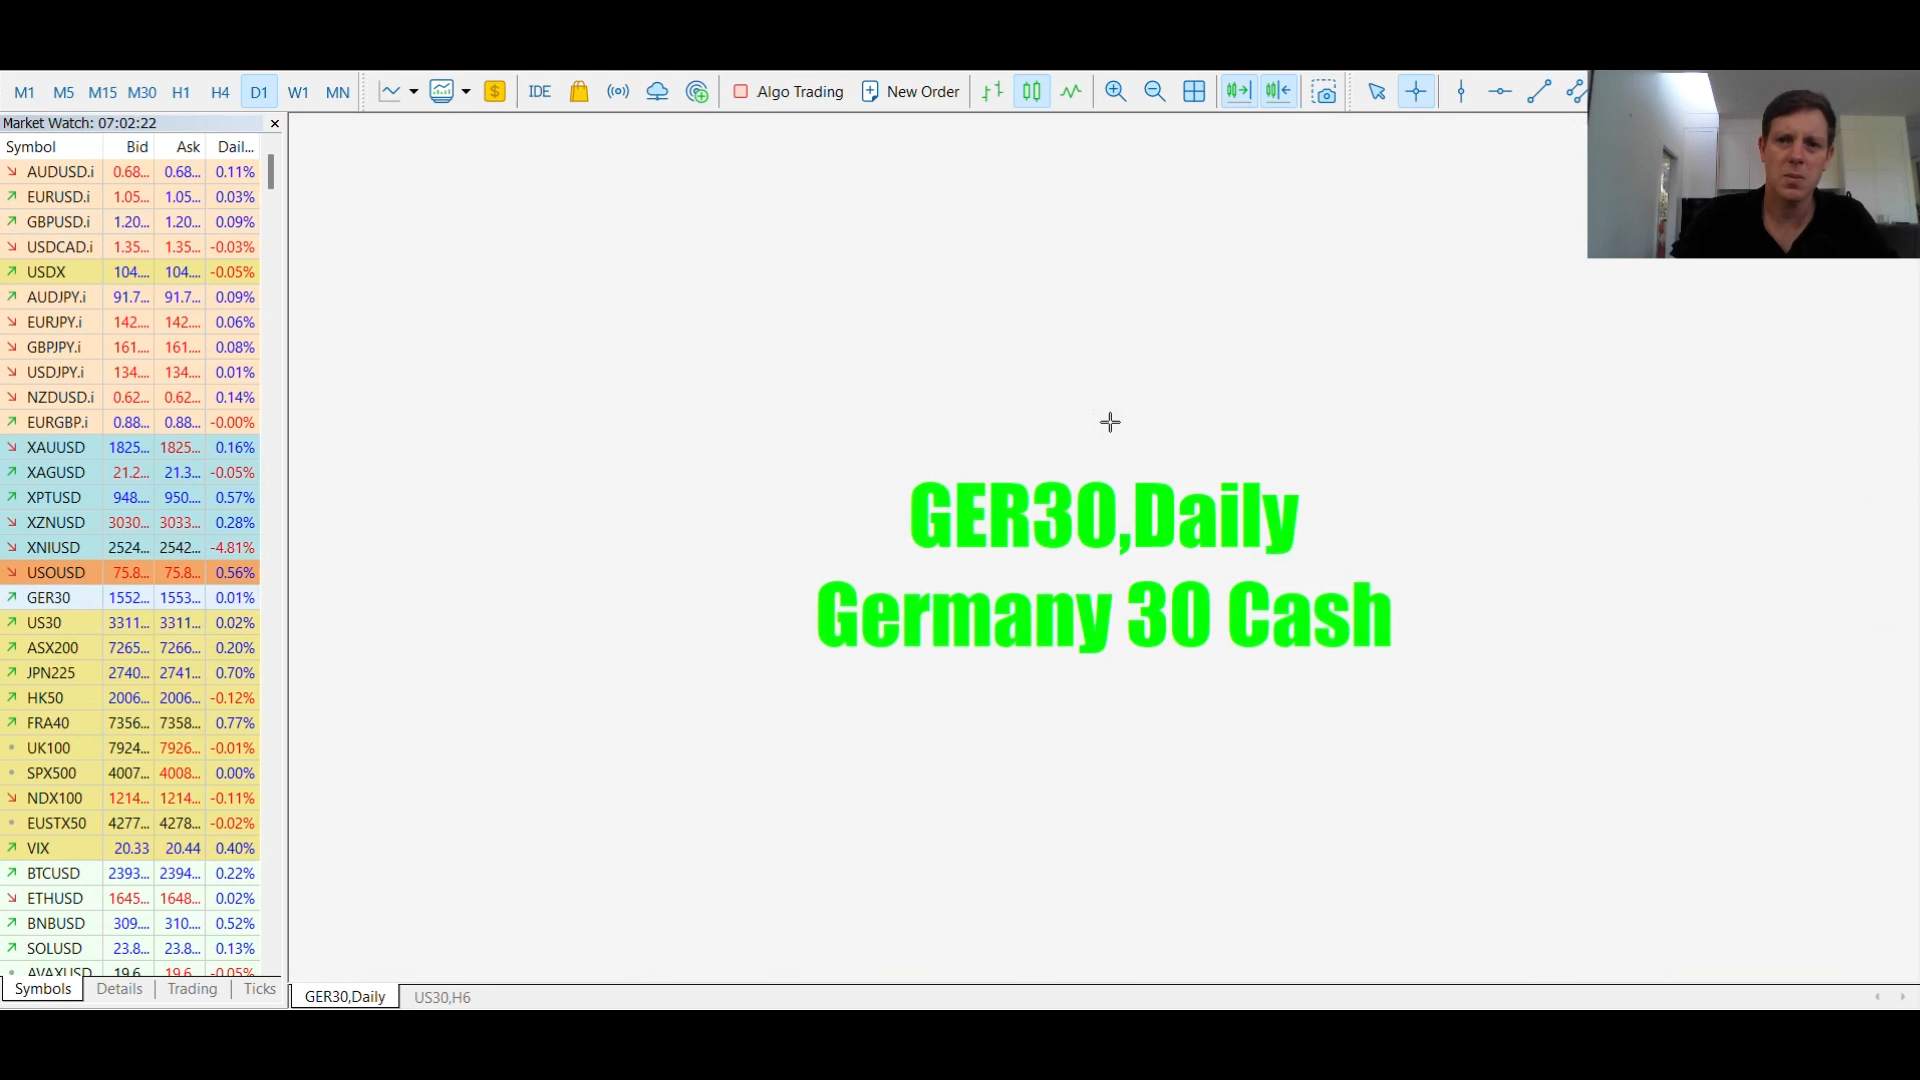 M1 M5 M15 M30 H1 H4 D1 W1 MN $ IDE Algo Trading New Order
Market Watch: 07:02:22
Symbol Bid Ask Dail...
AUDUSD.i 0.68... 0.68... 0.11%
EURUSD.i 1.05... 1.05... 0.03%
GBPUSD.i 1.20... 1.20... 0.09%
USDCAD.i 1.35... 1.35... -0.03%
USDX 104.... 104.... -0.05%
AUDJPY.i 91.7... 91.7... 0.09%
EURJPY.i 142.... 142.... 0.06%
GBPJPY.i 161.... 161.... 0.08%
USDJPY.i 134.... 134.... 0.01%
NZDUSD.i 0.62... 0.62... 0.14%
EURGBP.i 0.88... 0.88... -0.00%
XAUUSD 1825... 1825... 0.16%
XAGUSD 21.2... 21.3... -0.05%
XPTUSD 948.... 950.... 0.57%
XZNUSD 3030... 3033... 0.28%
XNIUSD 2524... 2542... -4.81%
USOUSD 75.8... 75.8... 0.56%
GER30 1552... 1553... 0.01%
US30 3311... 3311... 0.02%
ASX200 7265... 7266... 0.20%
JPN225 2740... 2741... 0.70%
HK50 2006... 2006... -0.12%
FRA40 7356... 7358... 0.77%
UK100 7924... 7926... -0.01%
SPX500 4007... 4008... 0.00%
NDX100 1214... 1214... -0.11%
EUSTX50 4277... 4278... -0.02%
VIX 20.33 20.44 0.40%
BTCUSD 2393... 2394... 0.22%
ETHUSD 1645... 1648... 0.02%
BNBUSD 309.... 310.... 0.52%
SOLUSD 23.8... 23.8... 0.13%
AVAXUSD 19.6... 19.6... -0.05%
Symbols Details Trading Ticks
GER30,Daily
Germany 30 Cash
GER30,Daily US30,H6